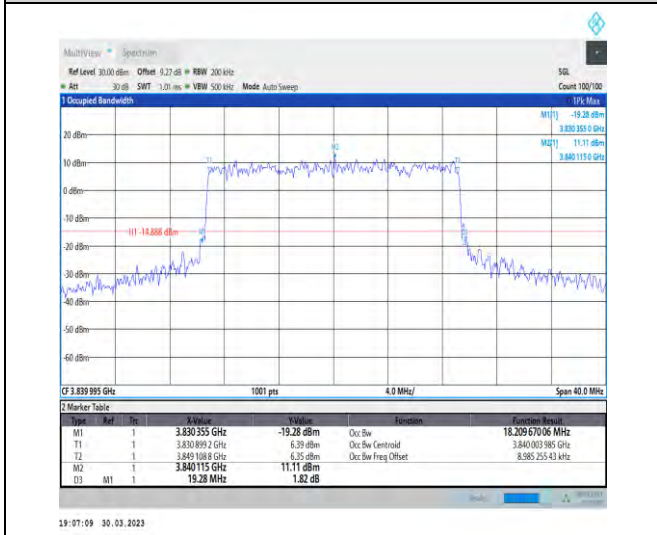 MultiView Spectrum
Ref Level 30.00 dBm Offset 9.27 dB RBW 200 kHz SGL
Att 30 dB SWT 1.01 ms VBW 500 kHz Mode Auto Sweep Count 100/100
1 Occupied Bandwidth 1Pk Max
M1[1] -19.28 dBm
3.830 355 0 GHz
M2[1] 11.11 dBm
3.840 115 0 GHz
20 dBm
10 dBm
0 dBm
-10 dBm
H1 -14.888 dBm
-20 dBm
-30 dBm
-40 dBm
-50 dBm
-60 dBm
T1
M2
T2
CF 3.839 995 GHz 1001 pts 4.0 MHz/ Span 40.0 MHz
2 Marker Table
Type Ref Trc X-Value Y-Value Function Function Result
M1 1 3.830 355 GHz -19.28 dBm Occ Bw 18.209 670 06 MHz
T1 1 3.830 899 2 GHz 6.39 dBm Occ Bw Centroid 3.840 003 985 GHz
T2 1 3.849 108 8 GHz 6.35 dBm Occ Bw Freq Offset 8.985 255 43 kHz
M2 1 3.840 115 GHz 11.11 dBm
D3 M1 1 19.28 MHz 1.82 dB
19:07:09 30.03.2023